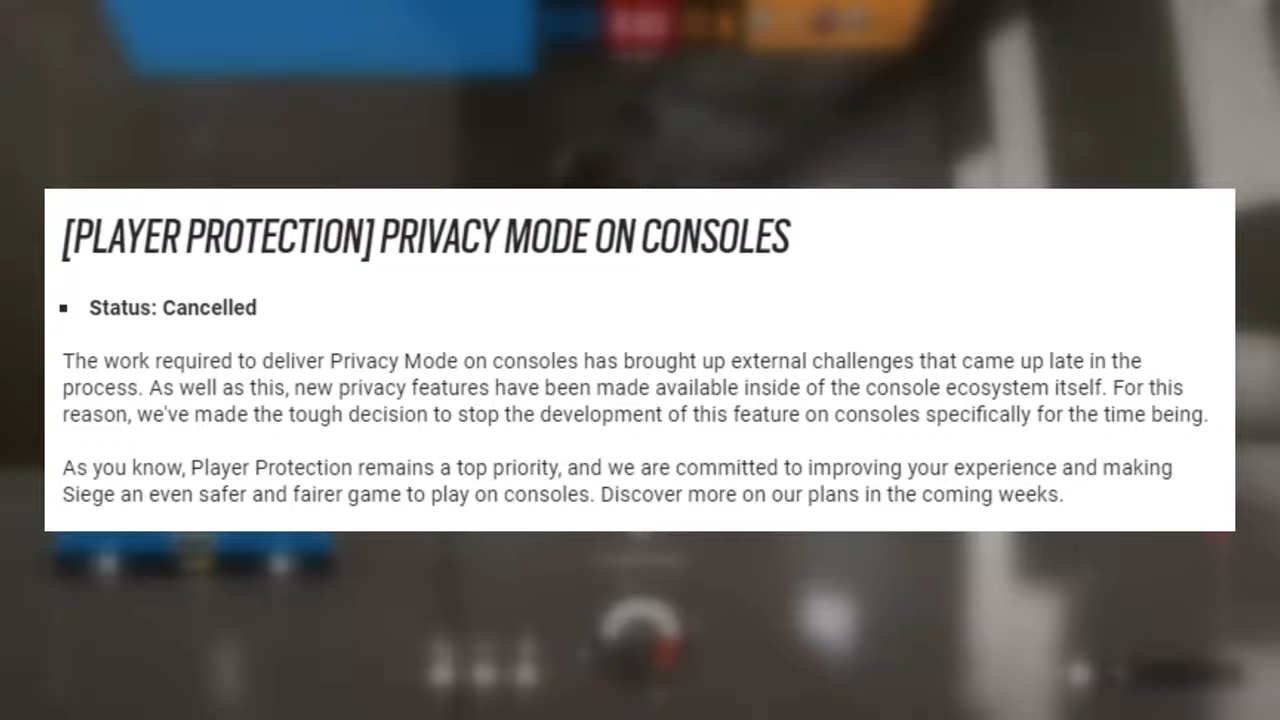 [PLAYER PROTECTION] PRIVACY MODE ON CONSOLES
▪ Status: Cancelled
The work required to deliver Privacy Mode on consoles has brought up external challenges that came up late in the
process. As well as this, new privacy features have been made available inside of the console ecosystem itself. For this
reason, we've made the tough decision to stop the development of this feature on consoles specifically for the time being.
As you know, Player Protection remains a top priority, and we are committed to improving your experience and making
Siege an even safer and fairer game to play on consoles. Discover more on our plans in the coming weeks.